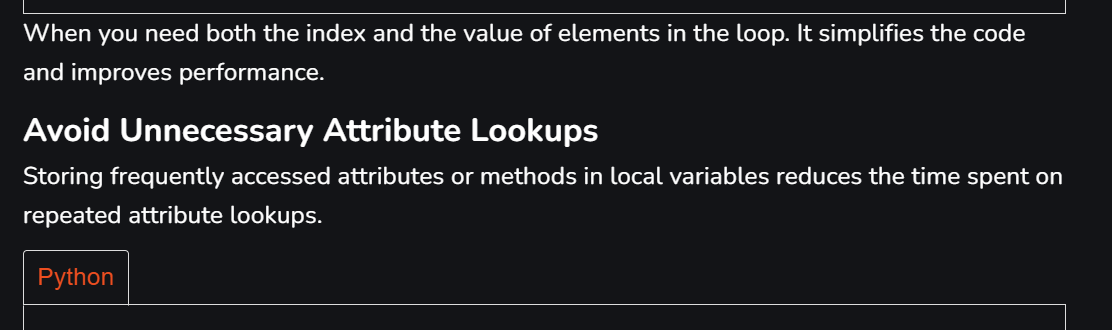 When you need both the index and the value of elements in the loop. It simplifies the code
and improves performance.
Avoid Unnecessary Attribute Lookups
Storing frequently accessed attributes or methods in local variables reduces the time spent on
repeated attribute lookups.
Python